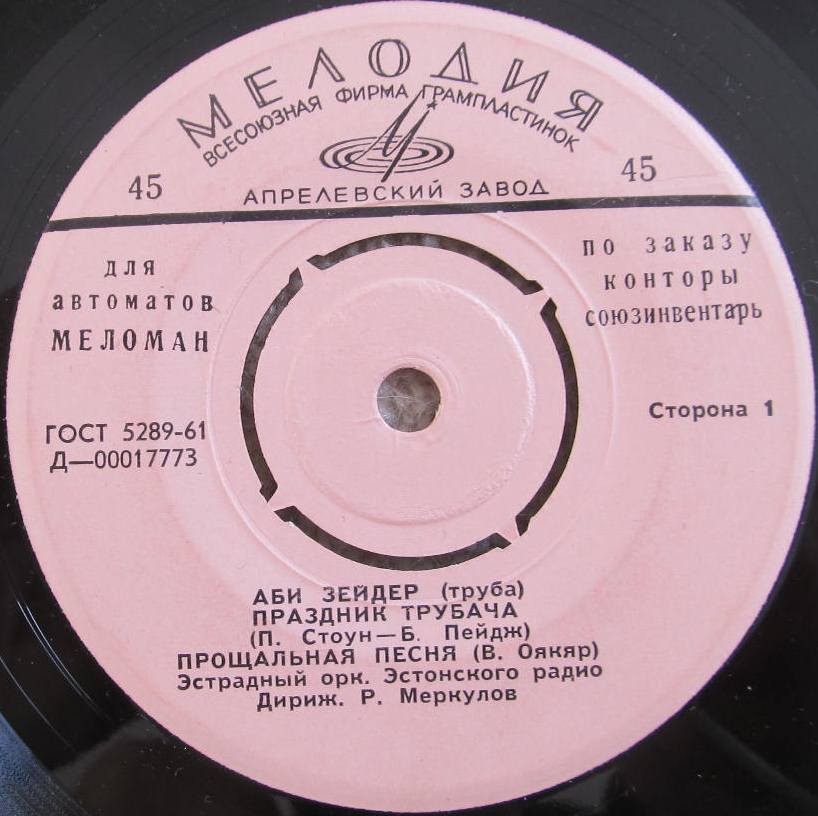 МЕЛОДИЯ
ВСЕСОЮЗНАЯ ФИРМА ГРАМПЛАСТИНОК
45
45
АПРЕЛЕВСКИЙ ЗАВОД
для
автоматов
МЕЛОМАН
по заказу
конторы
союзинвентарь
ГОСТ 5289-61
Д—00017773
Сторона 1
АБИ ЗЕЙДЕР (труба)
ПРАЗДНИК ТРУБАЧА
(П. Стоун—Б. Пейдж)
ПРОЩАЛЬНАЯ ПЕСНЯ (В. Оякяр)
Эстрадный орк. Эстонского радио
Дириж. Р. Меркулов